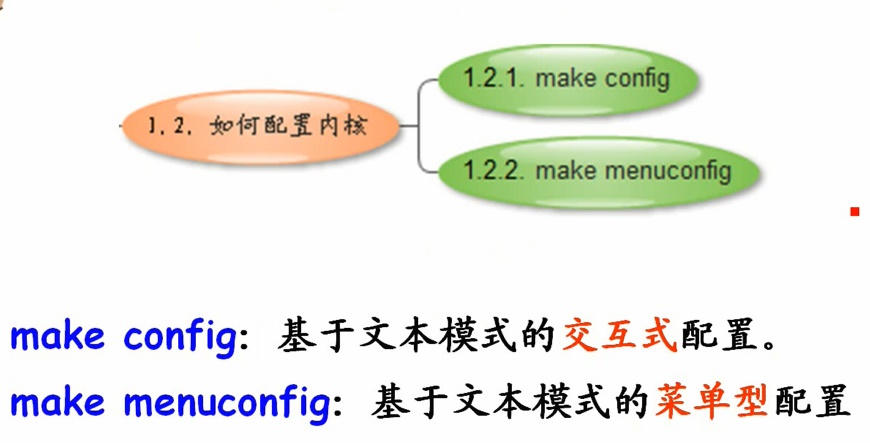 1.2.1. make config
1.2. 如何配置内核
1.2.2. make menuconfig
make config: 基于文本模式的交互式配置。
make menuconfig: 基于文本模式的菜单型配置